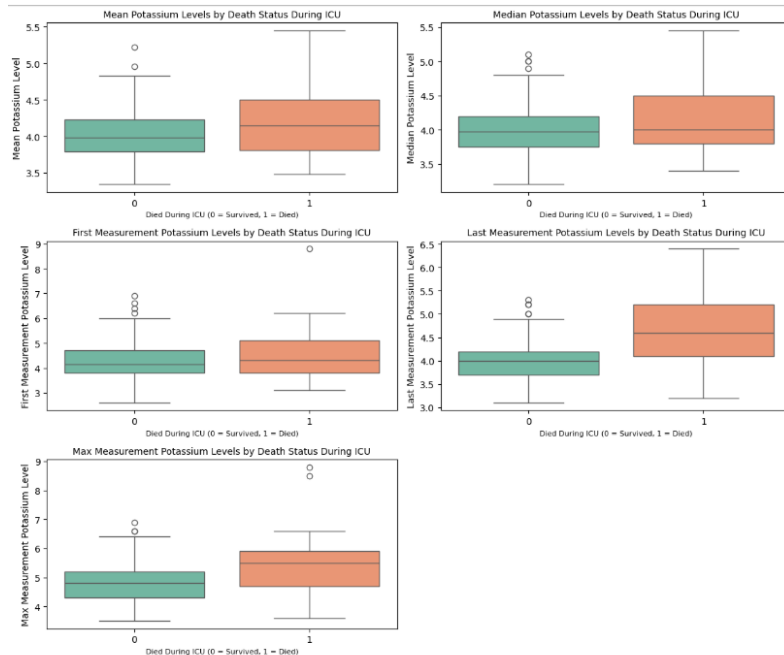 Mean Potassium Levels by Death Status During ICU
5.5
5.0
4.5
4.0
3.5
Mean Potassium Level
0
1
Died During ICU (0 = Survived, 1 = Died)
Median Potassium Levels by Death Status During ICU
5.5
5.0
4.5
4.0
3.5
Median Potassium Level
0
1
Died During ICU (0 = Survived, 1 = Died)
First Measurement Potassium Levels by Death Status During ICU
9
8
7
6
5
4
3
First Measurement Potassium Level
0
1
Died During ICU (0 = Survived, 1 = Died)
Last Measurement Potassium Levels by Death Status During ICU
6.5
6.0
5.5
5.0
4.5
4.0
3.5
3.0
Last Measurement Potassium Level
0
1
Died During ICU (0 = Survived, 1 = Died)
Max Measurement Potassium Levels by Death Status During ICU
9
8
7
6
5
4
Max Measurement Potassium Level
0
1
Died During ICU (0 = Survived, 1 = Died)